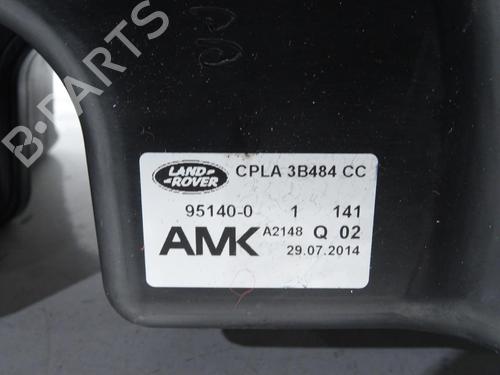 B-PARTS
LAND-
-ROVER
CPLA 3B484 CC
95140-0 1 141
AMK A2148 Q 02
29.07.2014